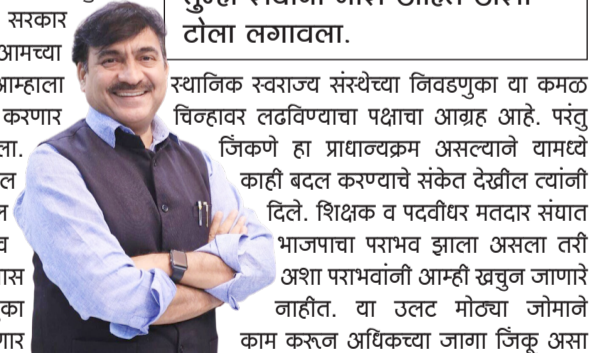 सरकार
आमच्या
आम्हाला
करणार
टोला लगावला.
स्थानिक स्वराज्य संस्थेच्या निवडणुका या कमळ
चिन्हावर लढविण्याचा पक्षाचा आग्रह आहे. परंतु
जिंकणे हा प्राधान्यक्रम असल्याने यामध्ये
काही बदल करण्याचे संकेत देखील त्यांनी
दिले. शिक्षक व पदवीधर मतदार संघात
भाजपाचा पराभव झाला असला तरी
अशा पराभवांनी आम्ही खचुन जाणारे
नाहीत. या उलट मोठ्या जोमाने
काम करून अधिकच्या जागा जिंकू असा